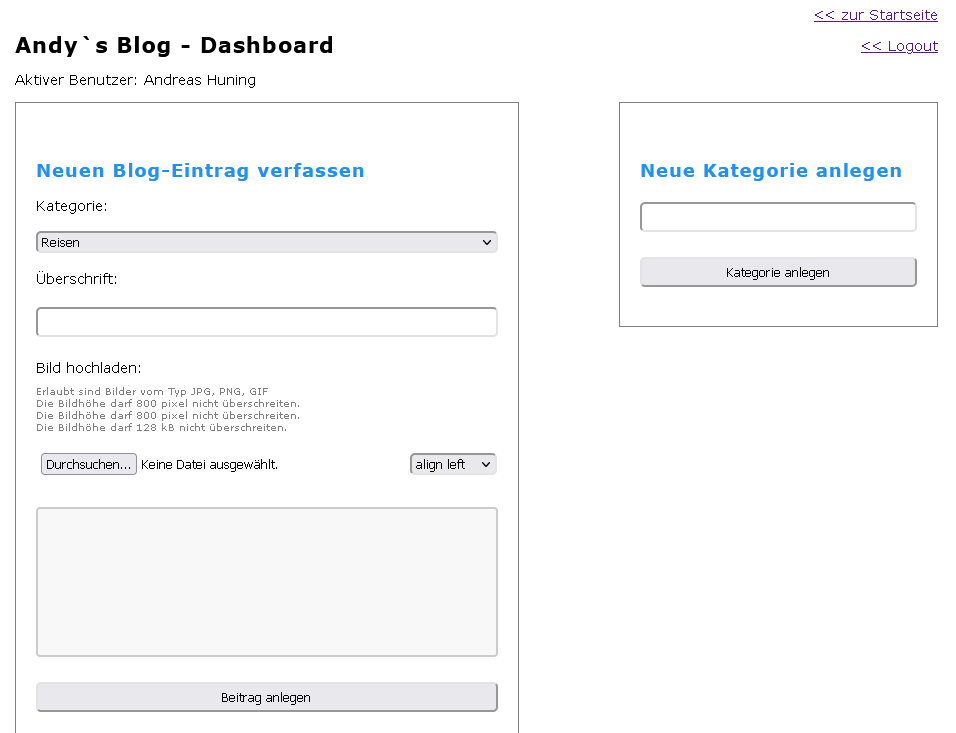 << zur Startseite
Andy`s Blog - Dashboard
<< Logout
Aktiver Benutzer: Andreas Huning
Neuen Blog-Eintrag verfassen
Kategorie:
Reisen
Überschrift:
Bild hochladen:
Erlaubt sind Bilder vom Typ JPG, PNG, GIF
Die Bildhöhe darf 800 pixel nicht überschreiten.
Die Bildhöhe darf 800 pixel nicht überschreiten.
Die Bildhöhe darf 128 kB nicht überschreiten.
Durchsuchen... Keine Datei ausgewählt.
align left
Beitrag anlegen
Neue Kategorie anlegen
Kategorie anlegen